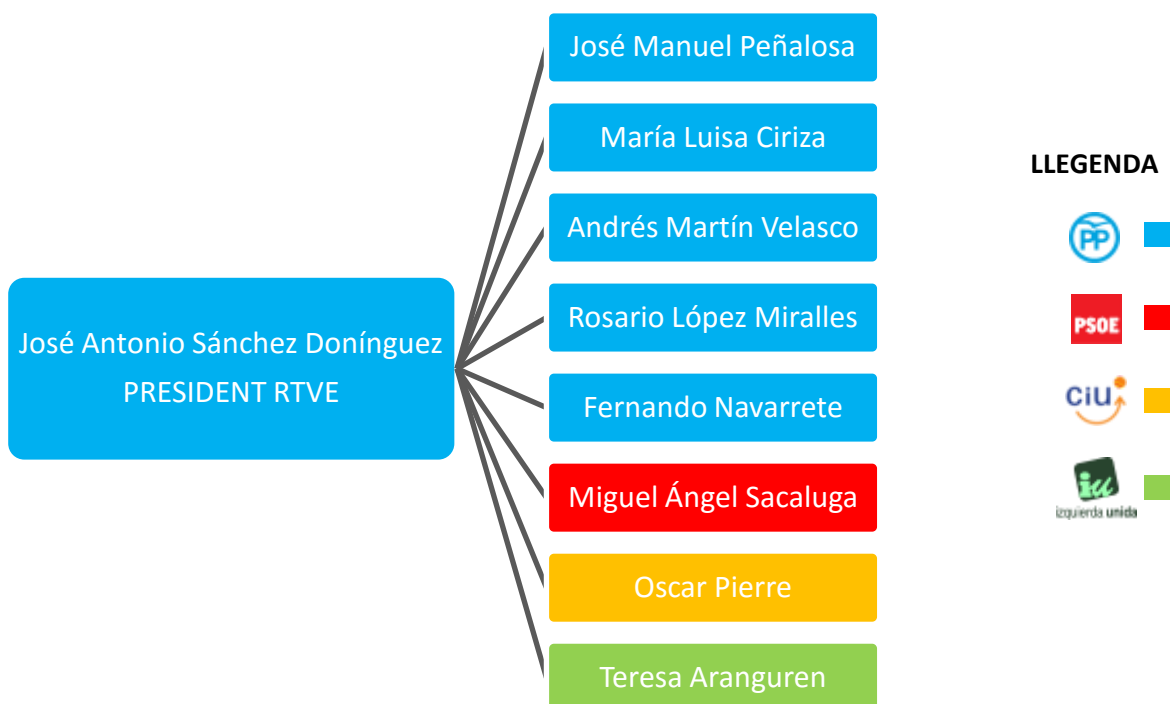 José Manuel Peñalosa
María Luisa Ciriza
Andrés Martín Velasco
Rosario López Miralles
Fernando Navarrete
Miguel Ángel Sacaluga
Oscar Pierre
Teresa Aranguren
José Antonio Sánchez Donínguez
PRESIDENT RTVE
LLEGENDA
PP
PSOE
CiU
iu
izquierda unida